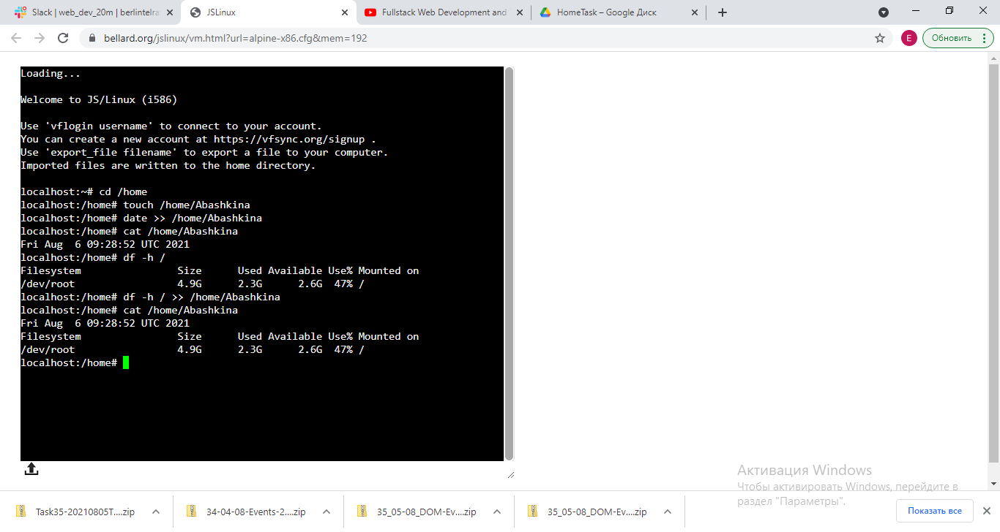 Slack | web_dev_20m | berlintelra
JSLinux
Fullstack Web Development and
HomeTask – Google Диск
bellard.org/jslinux/vm.html?url=alpine-x86.cfg&mem=192
E
Обновить
Loading...
Welcome to JS/Linux (i586)
Use 'vflogin username' to connect to your account.
You can create a new account at https://vfsync.org/signup .
Use 'export_file filename' to export a file to your computer.
Imported files are written to the home directory.
localhost:~# cd /home
localhost:/home# touch /home/Abashkina
localhost:/home# date >> /home/Abashkina
localhost:/home# cat /home/Abashkina
Fri Aug  6 09:28:52 UTC 2021
localhost:/home# df -h /
Filesystem                Size      Used Available Use% Mounted on
/dev/root                 4.9G      2.3G      2.6G  47% /
localhost:/home# df -h / >> /home/Abashkina
localhost:/home# cat /home/Abashkina
Fri Aug  6 09:28:52 UTC 2021
Filesystem                Size      Used Available Use% Mounted on
/dev/root                 4.9G      2.3G      2.6G  47% /
localhost:/home#
Активация Windows
Чтобы активировать Windows, перейдите в
раздел "Параметры".
Task35-20210805T....zip
34-04-08-Events-2....zip
35_05-08_DOM-Ev....zip
35_05-08_DOM-Ev....zip
Показать все